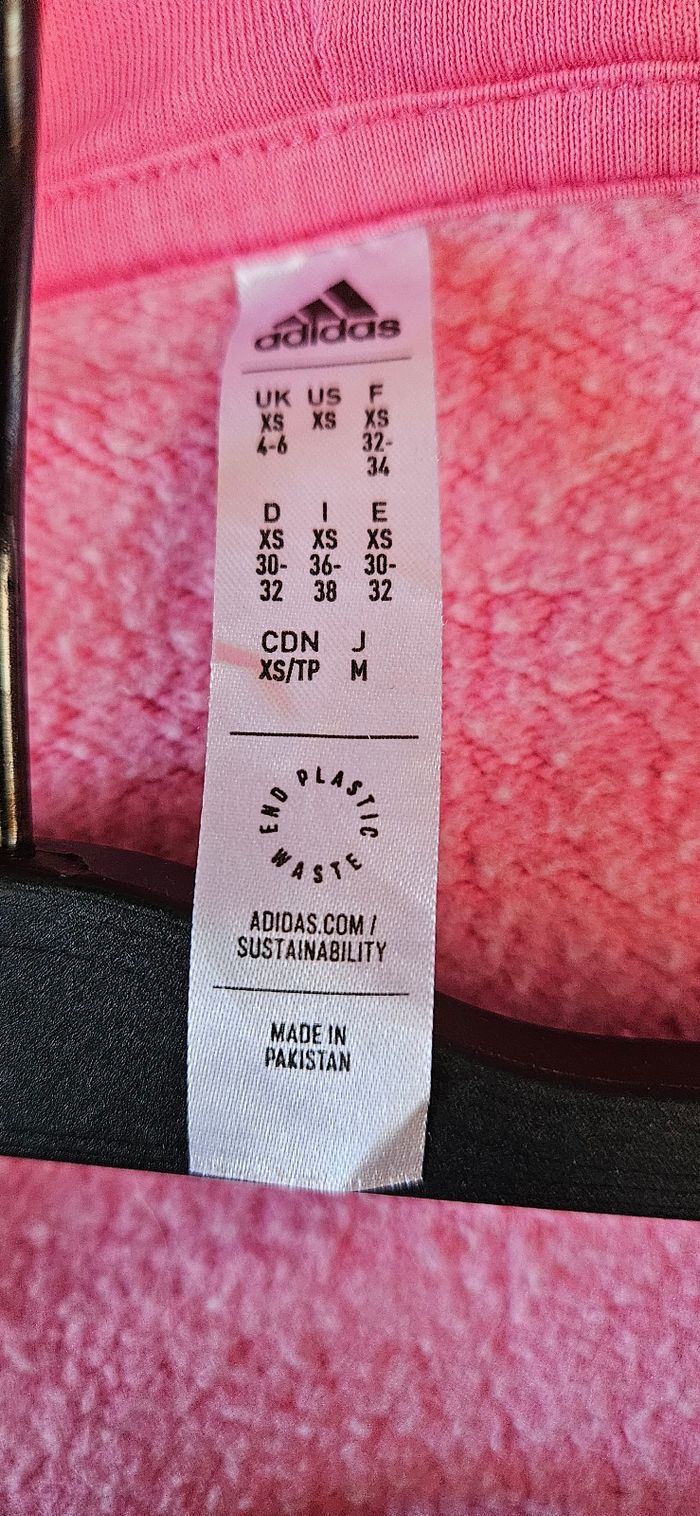 adidas
UK US F
XS XS XS
4-6 32-
34
D I E
XS XS XS
30- 36- 30-
32 38 32
CDN J
XS/TP M
END PLASTIC WASTE
ADIDAS.COM/
SUSTAINABILITY
MADE IN
PAKISTAN